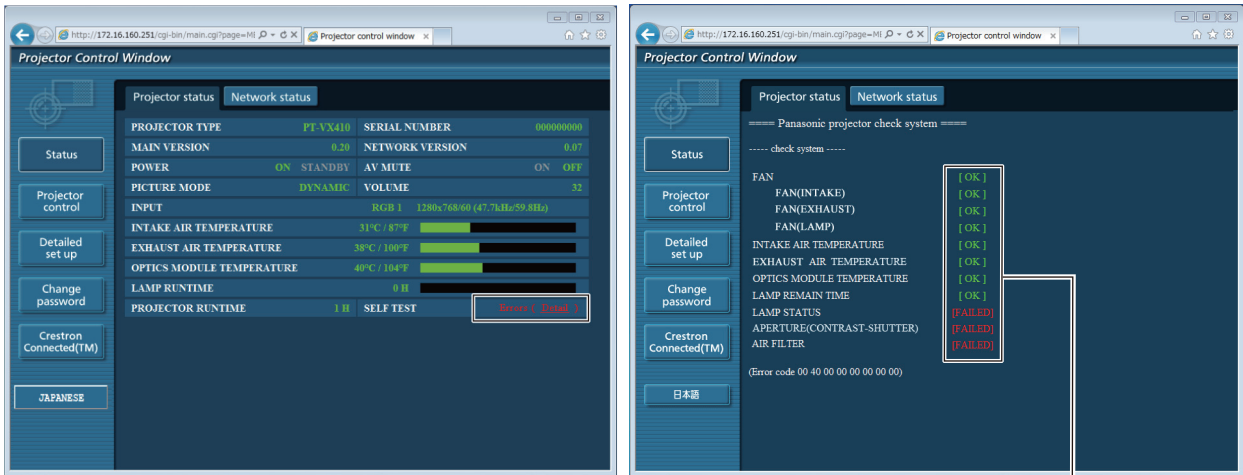 http://172.16.160.251/cgi-bin/main.cgi?page=MI
Projector control window
Projector Control Window
Projector status Network status
Status
Projector control
Detailed set up
Change password
Crestron Connected(TM)
JAPANESE
PROJECTOR TYPE PT-VX410 SERIAL NUMBER 000000000
MAIN VERSION 0.20 NETWORK VERSION 0.07
POWER ON STANDBY AV MUTE ON OFF
PICTURE MODE DYNAMIC VOLUME 32
INPUT RGB 1 1280x768/60 (47.7kHz/59.8Hz)
INTAKE AIR TEMPERATURE 31°C / 87°F
EXHAUST AIR TEMPERATURE 38°C / 100°F
OPTICS MODULE TEMPERATURE 40°C / 104°F
LAMP RUNTIME 0 H
PROJECTOR RUNTIME 1 H SELF TEST Errors ( Detail )
http://172.16.160.251/cgi-bin/main.cgi?page=MI
Projector control window
Projector Control Window
Projector status Network status
Status
Projector control
Detailed set up
Change password
Crestron Connected(TM)
日本語
==== Panasonic projector check system ====
----- check system -----
FAN [ OK ]
FAN(INTAKE) [ OK ]
FAN(EXHAUST) [ OK ]
FAN(LAMP) [ OK ]
INTAKE AIR TEMPERATURE [ OK ]
EXHAUST AIR TEMPERATURE [ OK ]
OPTICS MODULE TEMPERATURE [ OK ]
LAMP REMAIN TIME [ OK ]
LAMP STATUS [FAILED]
APERTURE(CONTRAST-SHUTTER) [FAILED]
AIR FILTER [FAILED]
(Error code 00 40 00 00 00 00 00 00)